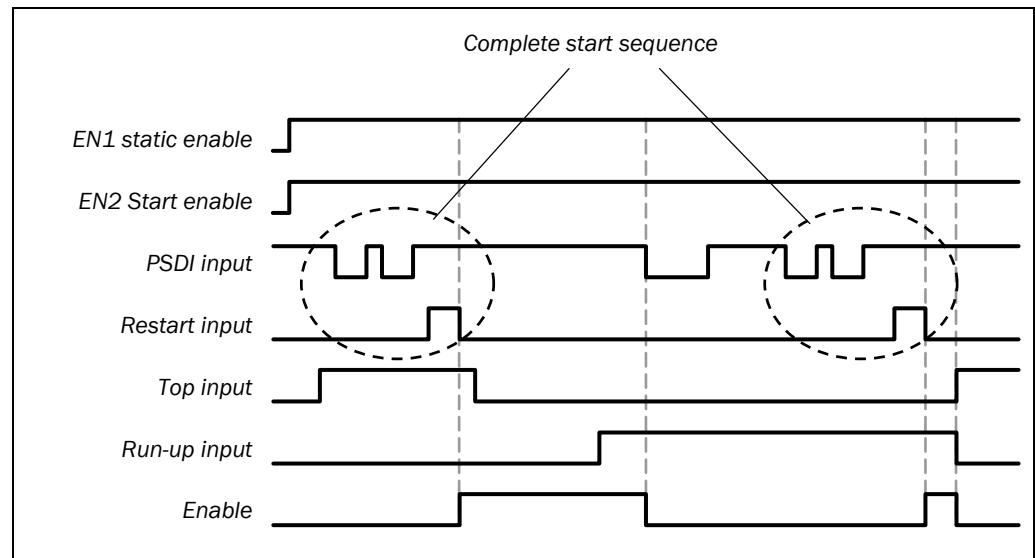 Complete start sequence
EN1 static enable
EN2 Start enable
PSDI input
Restart input
Top input
Run-up input
Enable